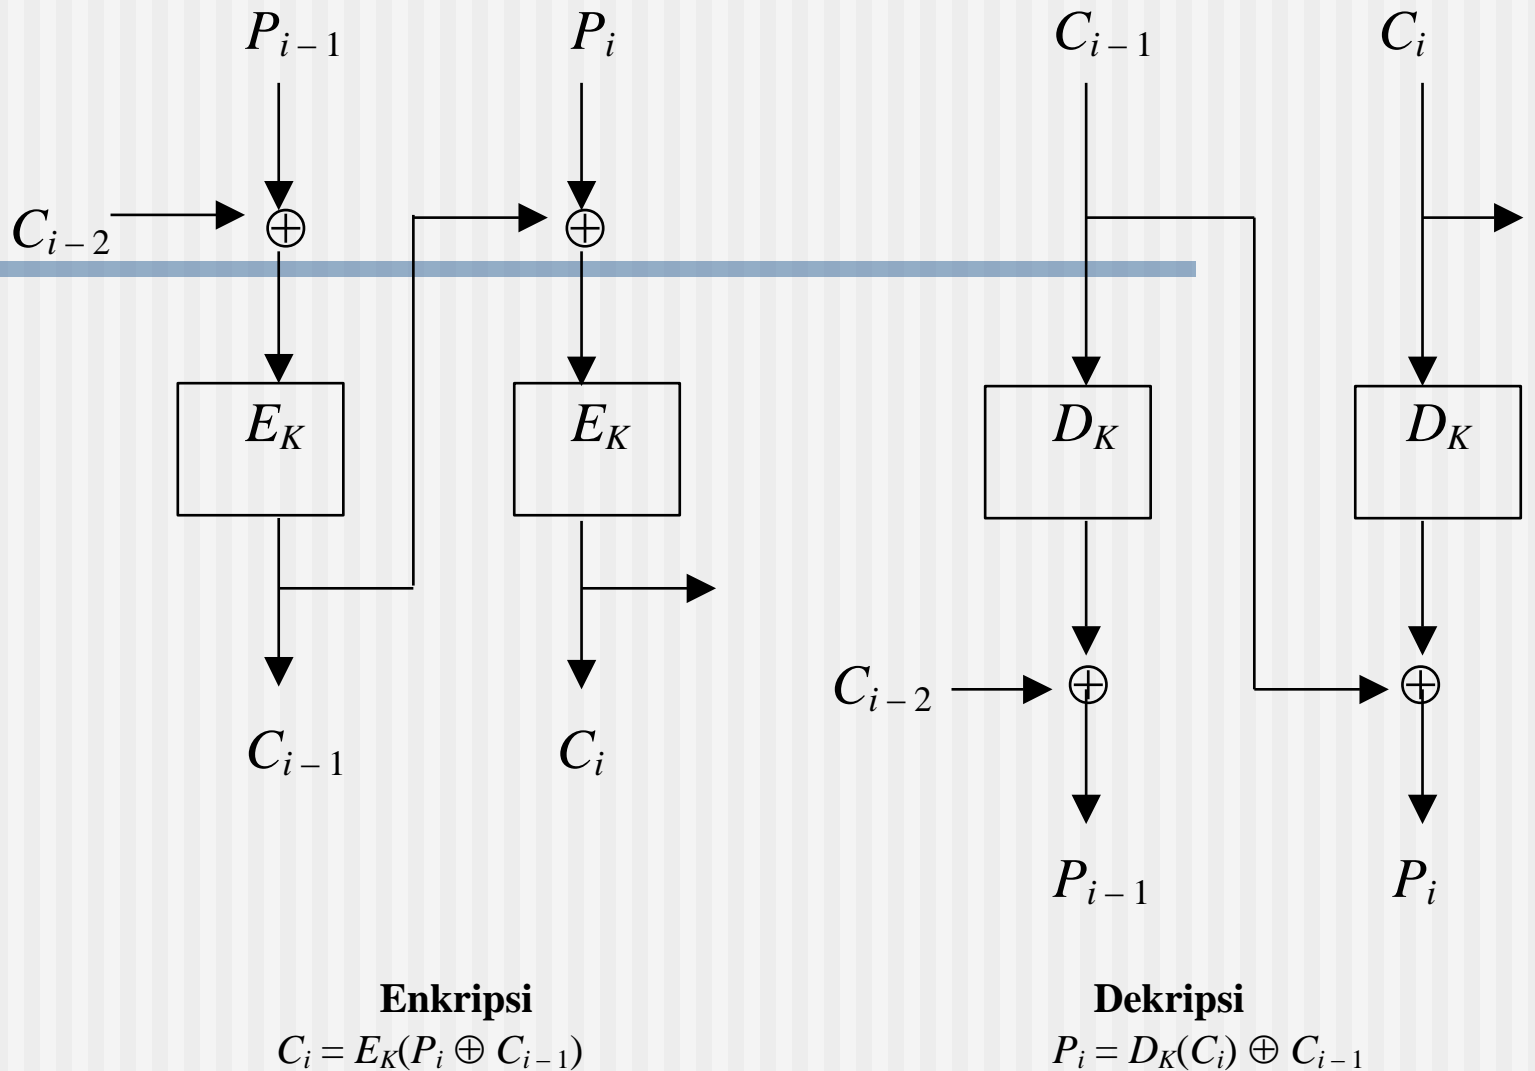 P_{i – 1} P_i C_{i – 1} C_i
C_{i – 2} ⊕ ⊕
E_K E_K D_K D_K
C_{i – 2} ⊕ ⊕
C_{i – 1} C_i
P_{i – 1} P_i
Enkripsi Dekripsi
C_i = E_K(P_i ⊕ C_{i – 1}) P_i = D_K(C_i) ⊕ C_{i – 1}